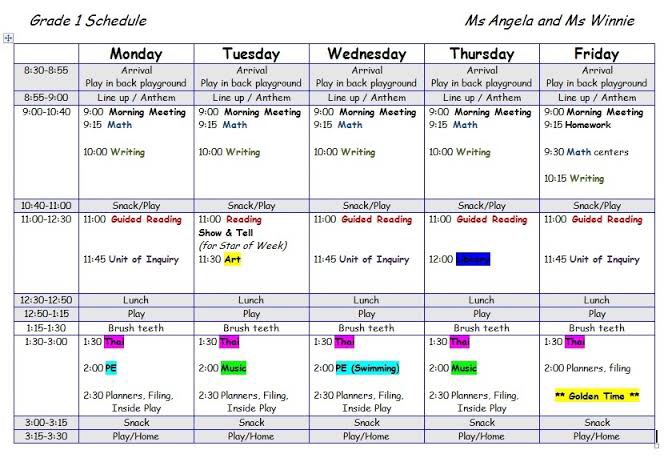 Grade 1 Schedule Ms Angela and Ms Winnie
Monday Tuesday Wednesday Thursday Friday
8:30-8:55 Arrival Arrival Arrival Arrival Arrival
Play in back playground Play in back playground Play in back playground Play in back playground Play in back playground
8:55-9:00 Line up / Anthem Line up / Anthem Line up / Anthem Line up / Anthem Line up / Anthem
9:00-10:40 9:00 Morning Meeting 9:00 Morning Meeting 9:00 Morning Meeting 9:00 Morning Meeting 9:00 Morning Meeting
9:15 Math 9:15 Math 9:15 Math 9:15 Math 9:15 Homework
10:00 Writing 10:00 Writing 10:00 Writing 10:00 Writing 9:30 Math centers
10:15 Writing
10:40-11:00 Snack/Play Snack/Play Snack/Play Snack/Play Snack/Play
11:00-12:30 11:00 Guided Reading 11:00 Reading 11:00 Guided Reading 11:00 Guided Reading 11:00 Guided Reading
Show & Tell
(for Star of Week)
11:45 Unit of Inquiry 11:30 Art 11:45 Unit of Inquiry 12:00 Library 11:45 Unit of Inquiry
12:30-12:50 Lunch Lunch Lunch Lunch Lunch
12:50-1:15 Play Play Play Play Play
1:15-1:30 Brush teeth Brush teeth Brush teeth Brush teeth Brush teeth
1:30-3:00 1:30 Thai 1:30 Thai 1:30 Thai 1:30 Thai 1:30 Thai
2:00 PE 2:00 Music 2:00 PE (Swimming) 2:00 Music 2:00 Planners, filing
2:30 Planners, Filing, 2:30 Planners, Filing, 2:30 Planners, Filing, 2:30 Planners, Filing, ** Golden Time **
Inside Play Inside Play Inside Play Inside Play
3:00-3:15 Snack Snack Snack Snack Snack
3:15-3:30 Play/Home Play/Home Play/Home Play/Home Play/Home